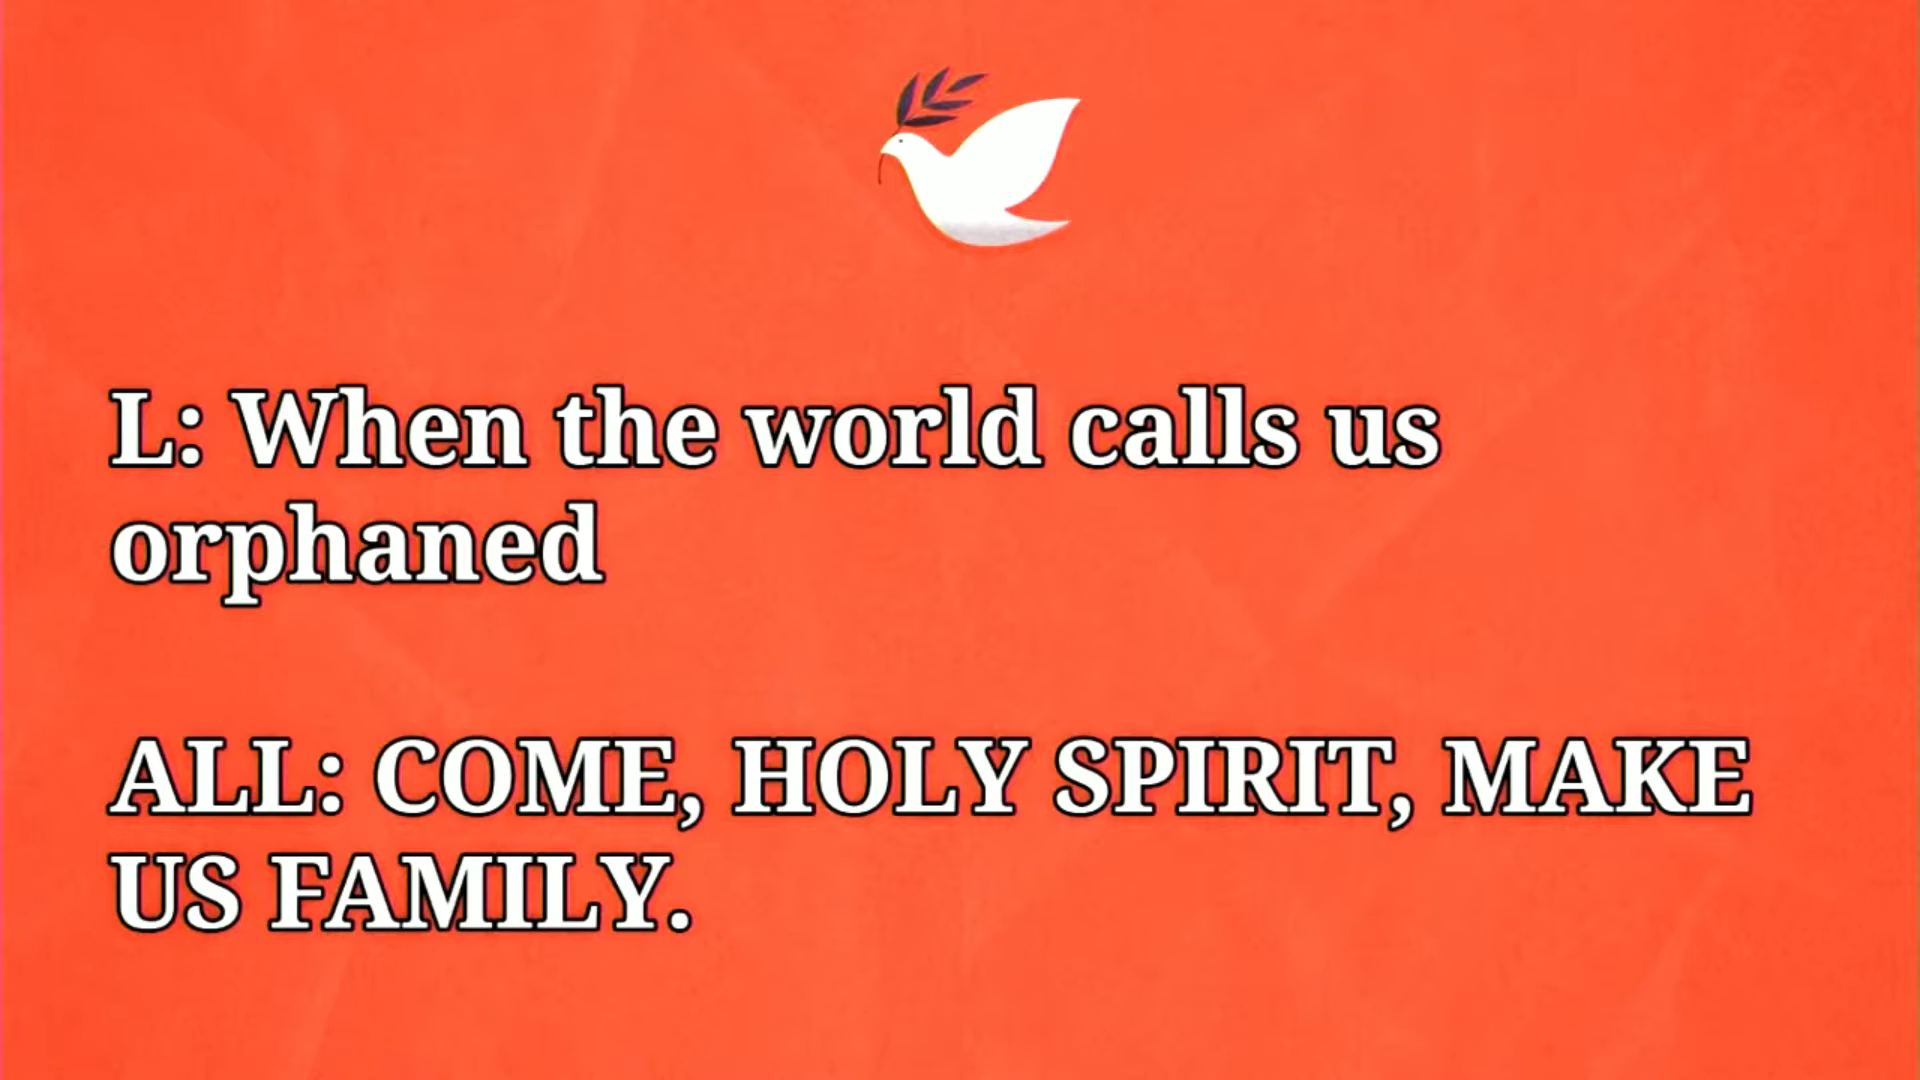 L: When the world calls us
orphaned
ALL: COME, HOLY SPIRIT, MAKE
US FAMILY.